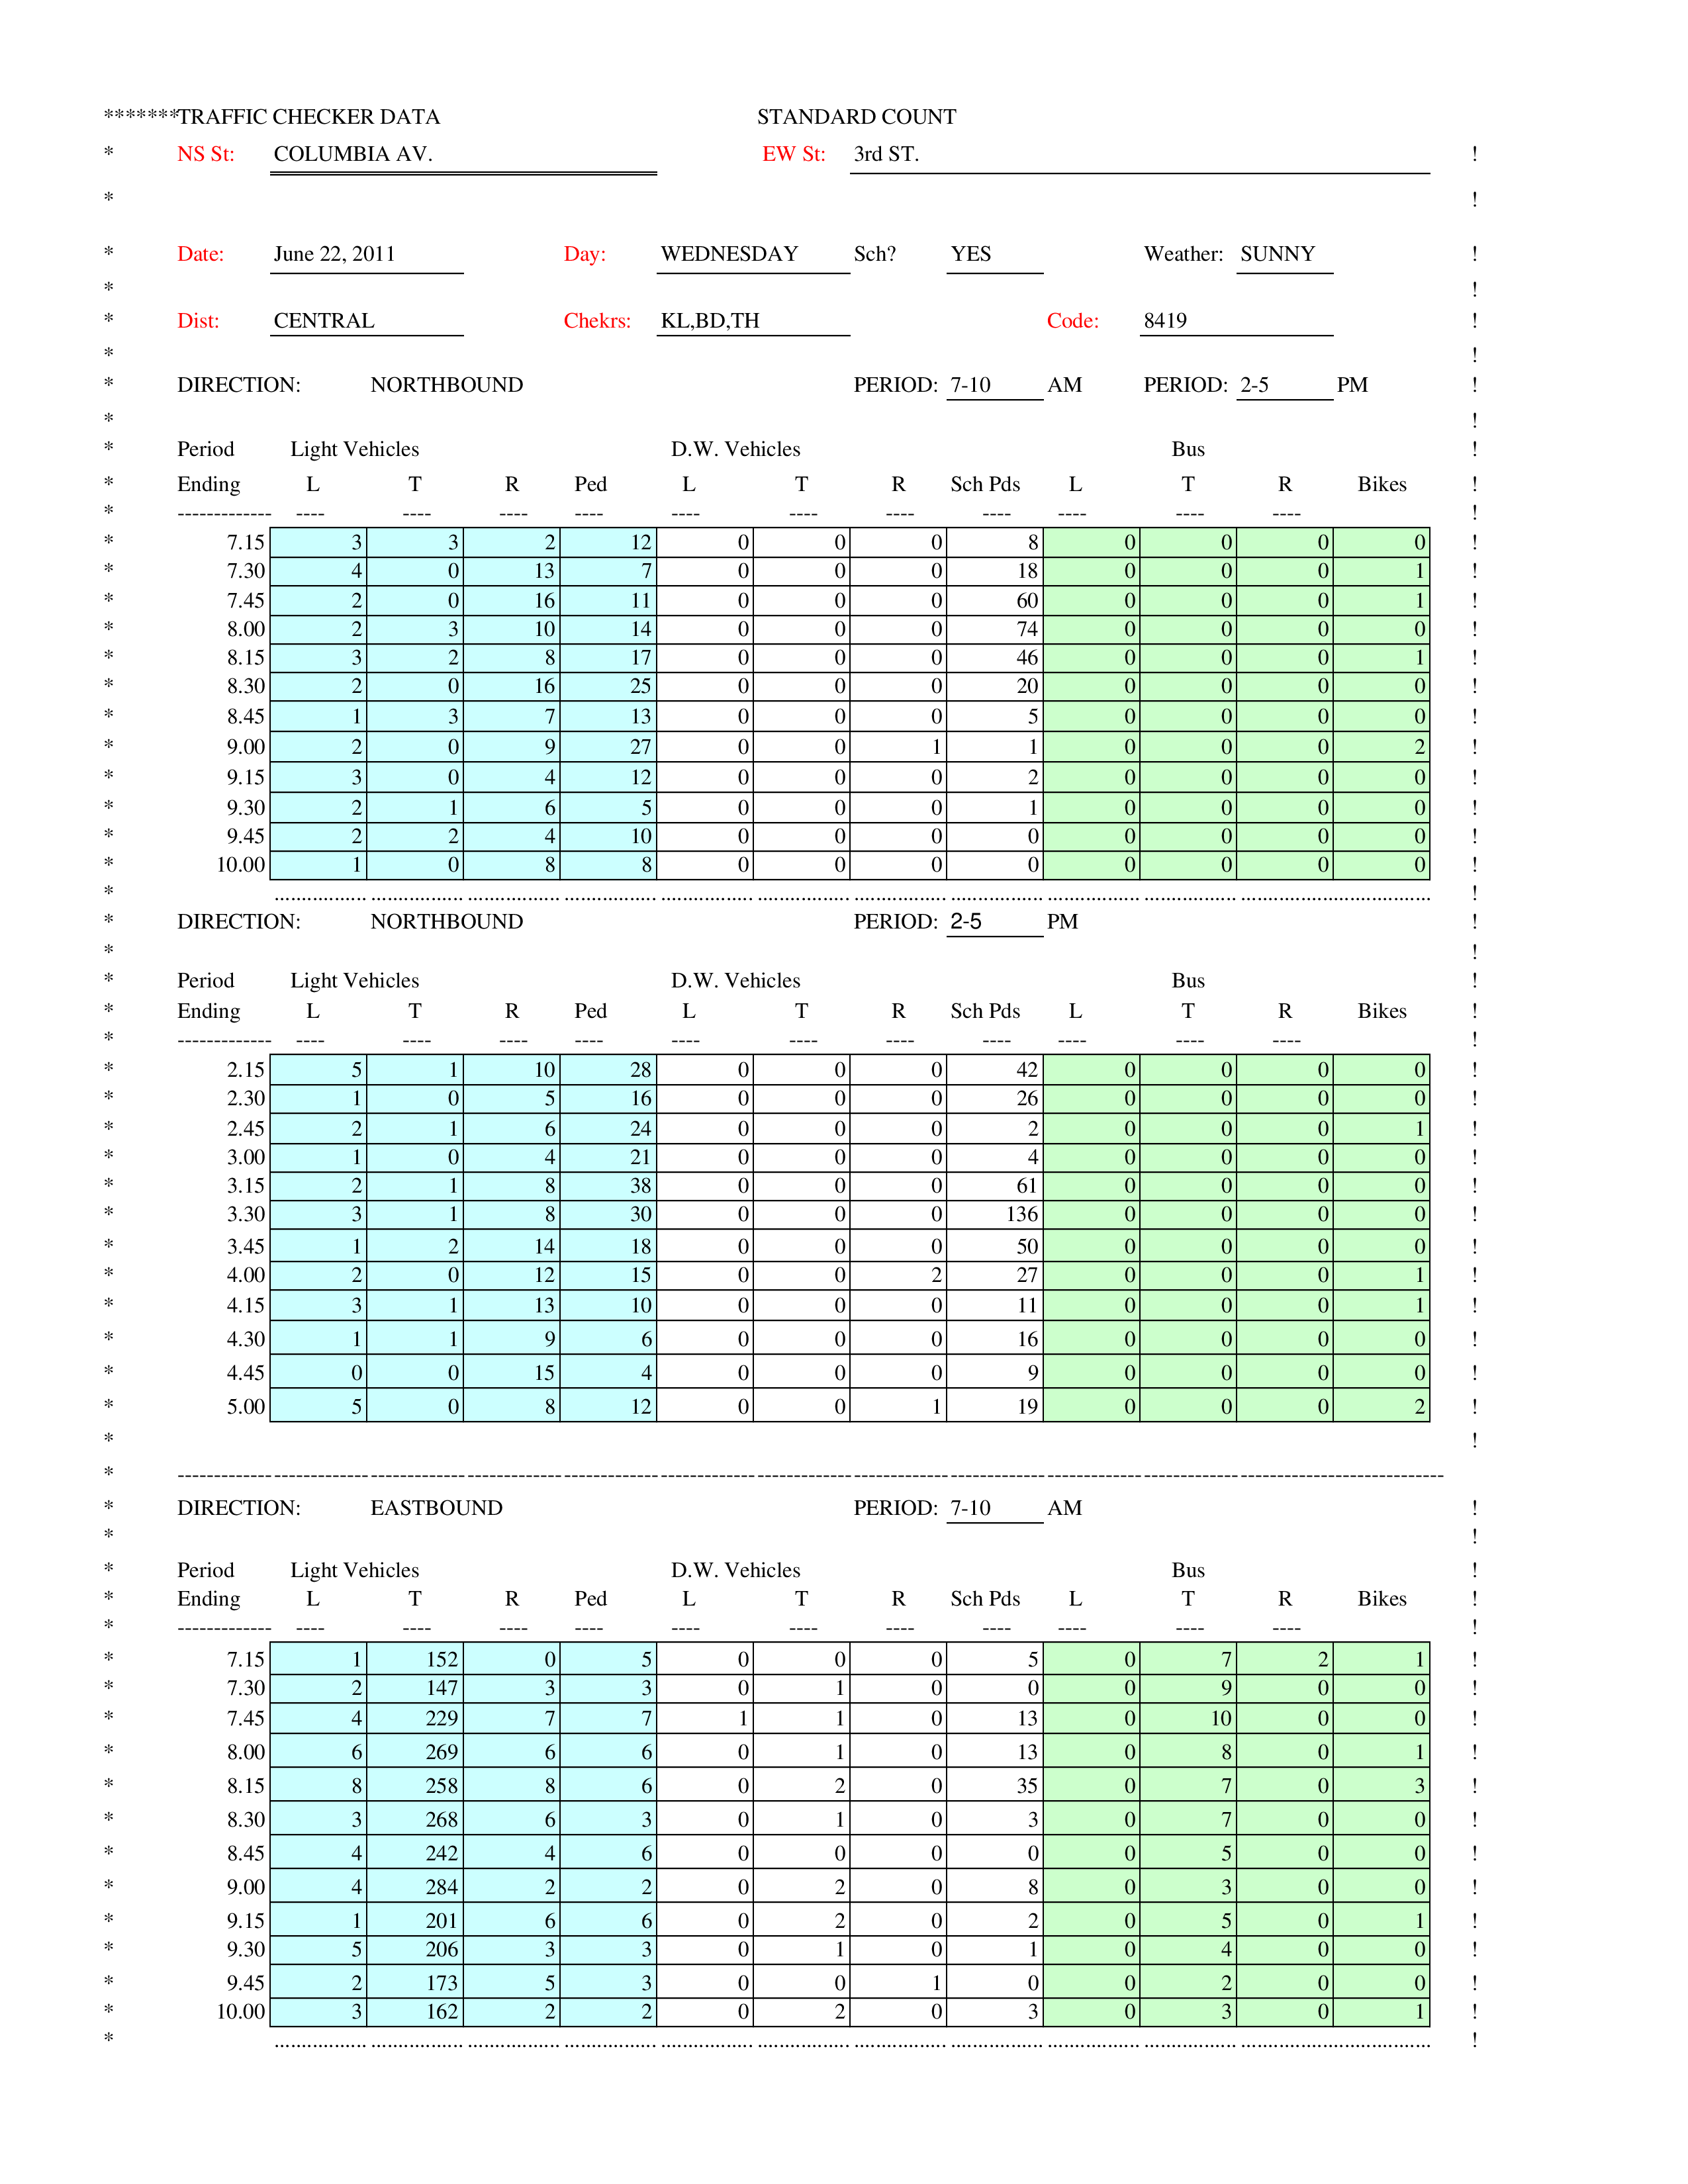 *******TRAFFIC CHECKER DATA STANDARD COUNT
* NS St: COLUMBIA AV. EW St: 3rd ST. !
* !
* Date: June 22, 2011 Day: WEDNESDAY Sch? YES Weather: SUNNY !
* !
* Dist: CENTRAL Chekrs: KL,BD,TH Code: 8419 !
* !
* DIRECTION: NORTHBOUND PERIOD: 7-10 AM PERIOD: 2-5 PM !
* !
* Period Light Vehicles D.W. Vehicles Bus !
* Ending L T R Ped L T R Sch Pds L T R Bikes !
* ------------- ---- ---- ---- ---- ---- ---- ---- ---- ---- ---- ---- !
* 7.15 3 3 2 12 0 0 0 8 0 0 0 0 !
* 7.30 4 0 13 7 0 0 0 18 0 0 0 1 !
* 7.45 2 0 16 11 0 0 0 60 0 0 0 1 !
* 8.00 2 3 10 14 0 0 0 74 0 0 0 0 !
* 8.15 3 2 8 17 0 0 0 46 0 0 0 1 !
* 8.30 2 0 16 25 0 0 0 20 0 0 0 0 !
* 8.45 1 3 7 13 0 0 0 5 0 0 0 0 !
* 9.00 2 0 9 27 0 0 1 1 0 0 0 2 !
* 9.15 3 0 4 12 0 0 0 2 0 0 0 0 !
* 9.30 2 1 6 5 0 0 0 1 0 0 0 0 !
* 9.45 2 2 4 10 0 0 0 0 0 0 0 0 !
* 10.00 1 0 8 8 0 0 0 0 0 0 0 0 !
* ................. ................. ................. ................. ................. ................. ................. ................. ................. ................. ................................... !
* DIRECTION: NORTHBOUND PERIOD: 2-5 PM !
* !
* Period Light Vehicles D.W. Vehicles Bus !
* Ending L T R Ped L T R Sch Pds L T R Bikes !
* ------------- ---- ---- ---- ---- ---- ---- ---- ---- ---- ---- ---- !
* 2.15 5 1 10 28 0 0 0 42 0 0 0 0 !
* 2.30 1 0 5 16 0 0 0 26 0 0 0 0 !
* 2.45 2 1 6 24 0 0 0 2 0 0 0 1 !
* 3.00 1 0 4 21 0 0 0 4 0 0 0 0 !
* 3.15 2 1 8 38 0 0 0 61 0 0 0 0 !
* 3.30 3 1 8 30 0 0 0 136 0 0 0 0 !
* 3.45 1 2 14 18 0 0 0 50 0 0 0 0 !
* 4.00 2 0 12 15 0 0 2 27 0 0 0 1 !
* 4.15 3 1 13 10 0 0 0 11 0 0 0 1 !
* 4.30 1 1 9 6 0 0 0 16 0 0 0 0 !
* 4.45 0 0 15 4 0 0 0 9 0 0 0 0 !
* 5.00 5 0 8 12 0 0 1 19 0 0 0 2 !
* !
* ------------- ------------- ------------- ------------- ------------- ------------- ------------- ------------- ------------- ------------- ------------- ----------------------------
* DIRECTION: EASTBOUND PERIOD: 7-10 AM !
* !
* Period Light Vehicles D.W. Vehicles Bus !
* Ending L T R Ped L T R Sch Pds L T R Bikes !
* ------------- ---- ---- ---- ---- ---- ---- ---- ---- ---- ---- ---- !
* 7.15 1 152 0 5 0 0 0 5 0 7 2 1 !
* 7.30 2 147 3 3 0 1 0 0 0 9 0 0 !
* 7.45 4 229 7 7 1 1 0 13 0 10 0 0 !
* 8.00 6 269 6 6 0 1 0 13 0 8 0 1 !
* 8.15 8 258 8 6 0 2 0 35 0 7 0 3 !
* 8.30 3 268 6 3 0 1 0 3 0 7 0 0 !
* 8.45 4 242 4 6 0 0 0 0 0 5 0 0 !
* 9.00 4 284 2 2 0 2 0 8 0 3 0 0 !
* 9.15 1 201 6 6 0 2 0 2 0 5 0 1 !
* 9.30 5 206 3 3 0 1 0 1 0 4 0 0 !
* 9.45 2 173 5 3 0 0 1 0 0 2 0 0 !
* 10.00 3 162 2 2 0 2 0 3 0 3 0 1 !
* ................. ................. ................. ................. ................. ................. ................. ................. ................. ................. ................................... !